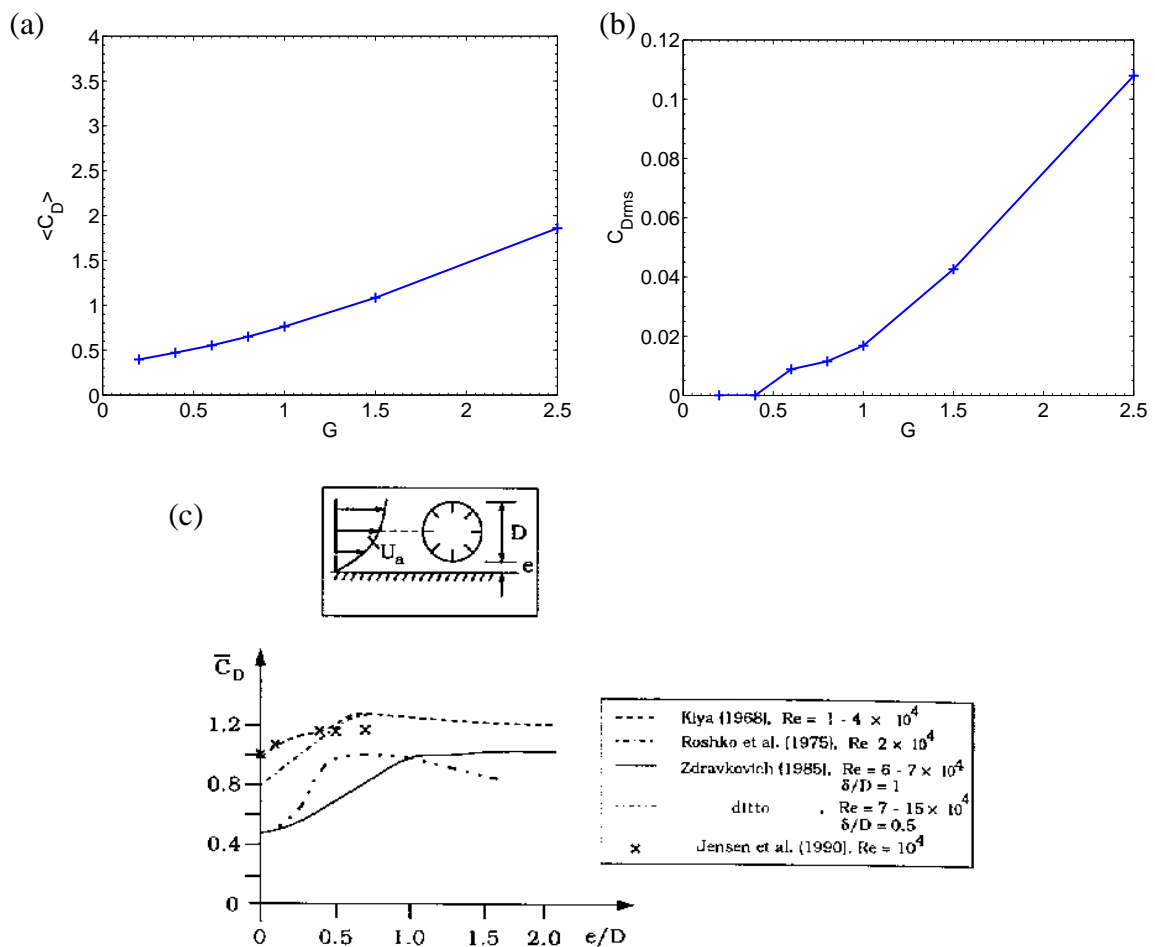 (a)
4
3.5
3
2.5
2
1.5
1
0.5
0
<C_D>
0 0.5 1 1.5 2 2.5
G
(b)
0.12
0.1
0.08
0.06
0.04
0.02
0
C_Drms
0 0.5 1 1.5 2 2.5
G
(c)
D
U_a
e
C̅_D
1.2
0.8
0.4
0
0 0.5 1.0 1.5 2.0 e/D
Kiya (1968), Re = 1 - 4 × 10^4
Roshko et al. (1975), Re 2 × 10^4
Zdravkovich (1985), Re = 6 - 7 × 10^4
δ/D = 1
ditto , Re = 7 - 15 × 10^4
δ/D = 0.5
× Jensen et al. (1990), Re = 10^4